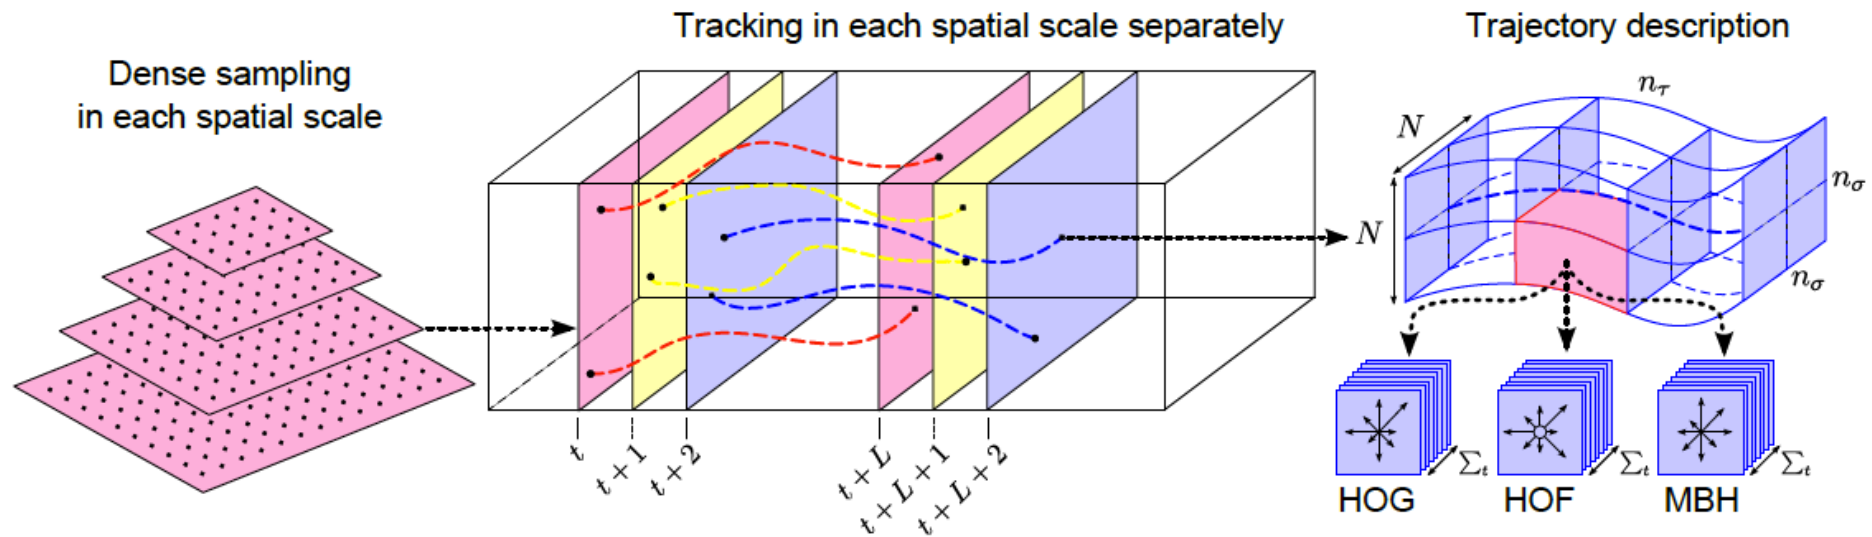 Dense sampling
in each spatial scale
Tracking in each spatial scale separately
t
t + 1
t + 2
t + L
t + L + 1
t + L + 2
Trajectory description
n_τ
N
N
n_σ
n_σ
Σ_t
Σ_t
Σ_t
HOG
HOF
MBH